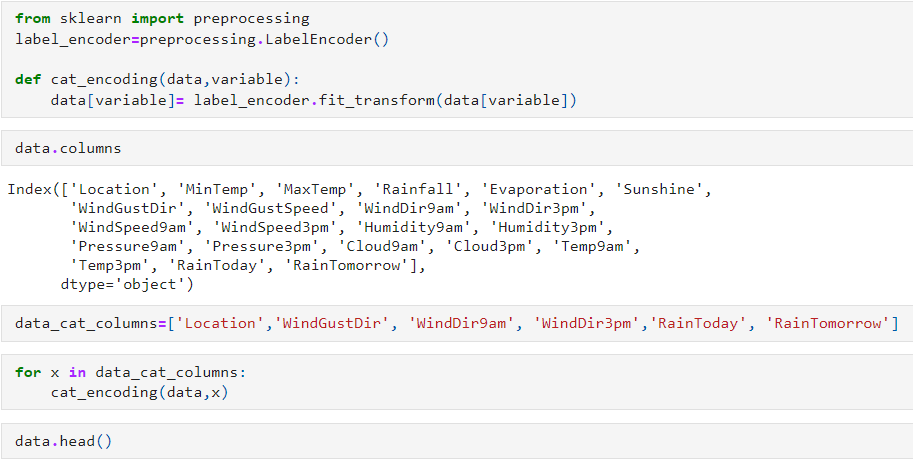 from sklearn import preprocessing
label_encoder=preprocessing.LabelEncoder()
def cat_encoding(data,variable):
    data[variable]= label_encoder.fit_transform(data[variable])
data.columns
Index(['Location', 'MinTemp', 'MaxTemp', 'Rainfall', 'Evaporation', 'Sunshine',
       'WindGustDir', 'WindGustSpeed', 'WindDir9am', 'WindDir3pm',
       'WindSpeed9am', 'WindSpeed3pm', 'Humidity9am', 'Humidity3pm',
       'Pressure9am', 'Pressure3pm', 'Cloud9am', 'Cloud3pm', 'Temp9am',
       'Temp3pm', 'RainToday', 'RainTomorrow'],
      dtype='object')
data_cat_columns=['Location','WindGustDir', 'WindDir9am', 'WindDir3pm','RainToday', 'RainTomorrow']
for x in data_cat_columns:
    cat_encoding(data,x)
data.head()